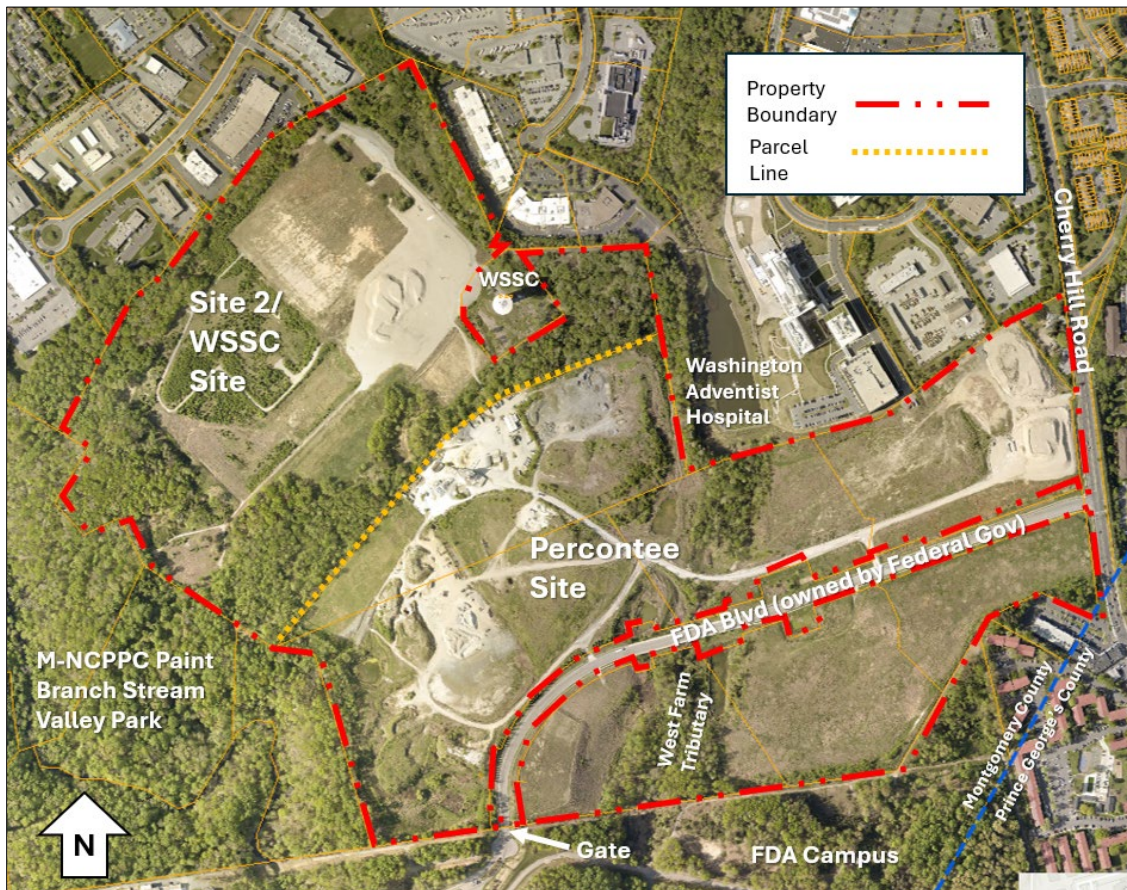 Property
Boundary
Parcel
Line
Cherry Hill Road
WSSC
Site 2/
WSSC
Site
Washington
Adventist
Hospital
Percontee
Site
FDA Blvd (owned by Federal Gov)
M-NCPPC Paint
Branch Stream
Valley Park
West Farm
Tributary
Montgomery County
Prince George's County
N
Gate
FDA Campus